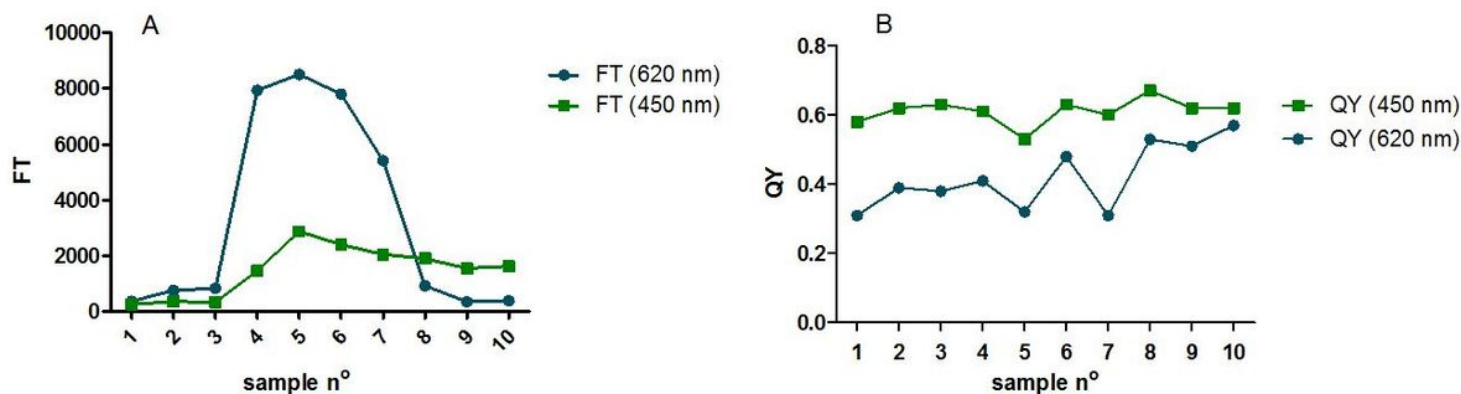 A
10000
8000
6000
4000
2000
0
FT
1 2 3 4 5 6 7 8 9 10
sample nº
FT (620 nm)
FT (450 nm)
B
0.8
0.6
0.4
0.2
0.0
QY
1 2 3 4 5 6 7 8 9 10
sample nº
QY (450 nm)
QY (620 nm)